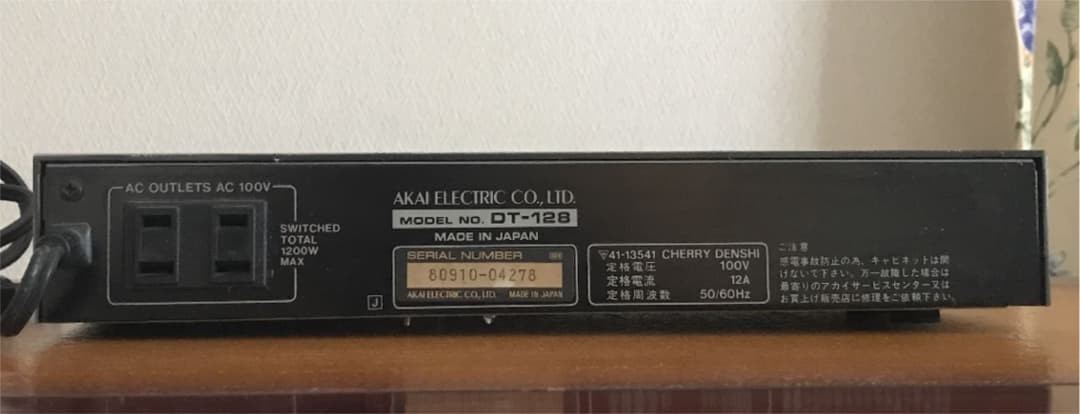 AC OUTLETS AC 100V
SWITCHED
TOTAL
1200W
MAX
AKAI ELECTRIC CO., LTD.
MODEL NO. DT-128
MADE IN JAPAN
SERIAL NUMBER
80910-04278
AKAI ELECTRIC CO., LTD. MADE IN JAPAN
J
41-13541 CHERRY DENSHI
定格電圧 100V
定格電流 12A
定格周波数 50/60Hz
ご注意
感電事故防止の為、キャビネットは開
けないで下さい。万一故障した場合は
最寄りのアカイサービスセンター又は
お買上げ販売店に修理をご依頼下さい。